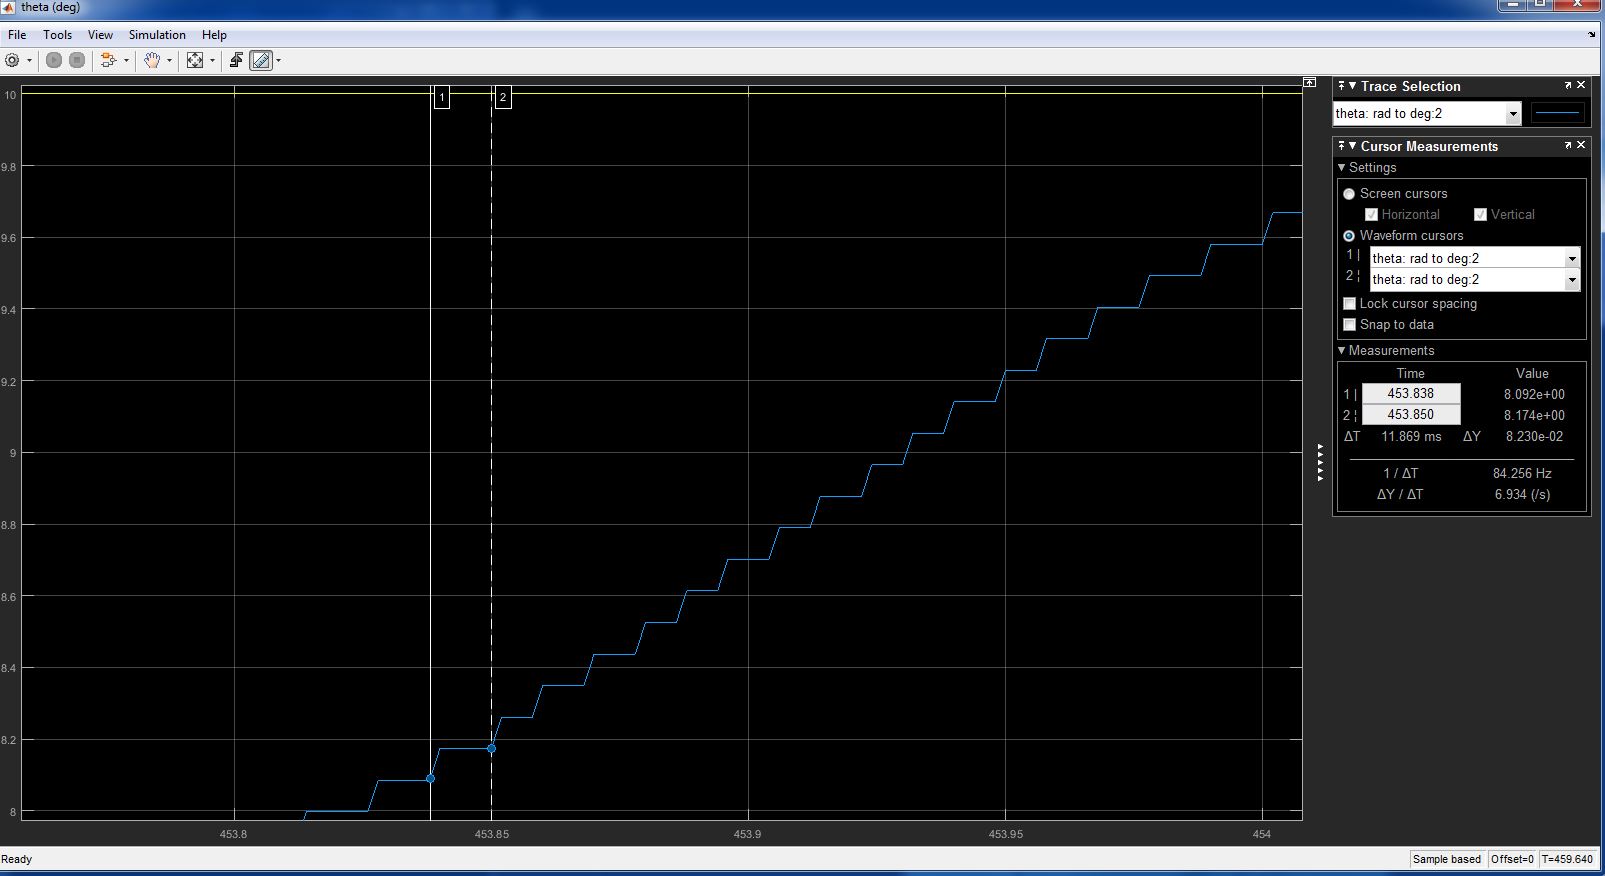 theta (deg)
File Tools View Simulation Help
10
9.8
9.6
9.4
9.2
9
8.8
8.6
8.4
8.2
8
1
2
453.8 453.85 453.9 453.95 454
Trace Selection
theta: rad to deg:2
Cursor Measurements
Settings
Screen cursors
Horizontal Vertical
Waveform cursors
1 | theta: rad to deg:2
2 ¦ theta: rad to deg:2
Lock cursor spacing
Snap to data
Measurements
Time Value
1 | 453.838 8.092e+00
2 ¦ 453.850 8.174e+00
ΔT 11.869 ms ΔY 8.230e-02
1 / ΔT 84.256 Hz
ΔY / ΔT 6.934 (/s)
Ready Sample based Offset=0 T=459.640